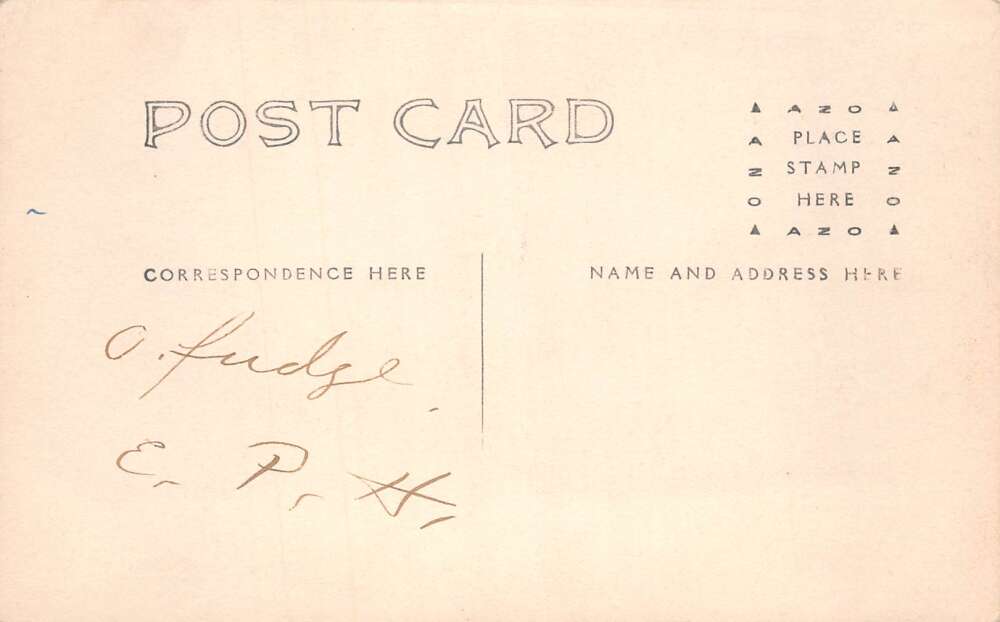 POST CARD
AZO
A PLACE A
Z STAMP Z
O HERE O
AZO
CORRESPONDENCE HERE
NAME AND ADDRESS HERE
O. fudge.
E. P. H.